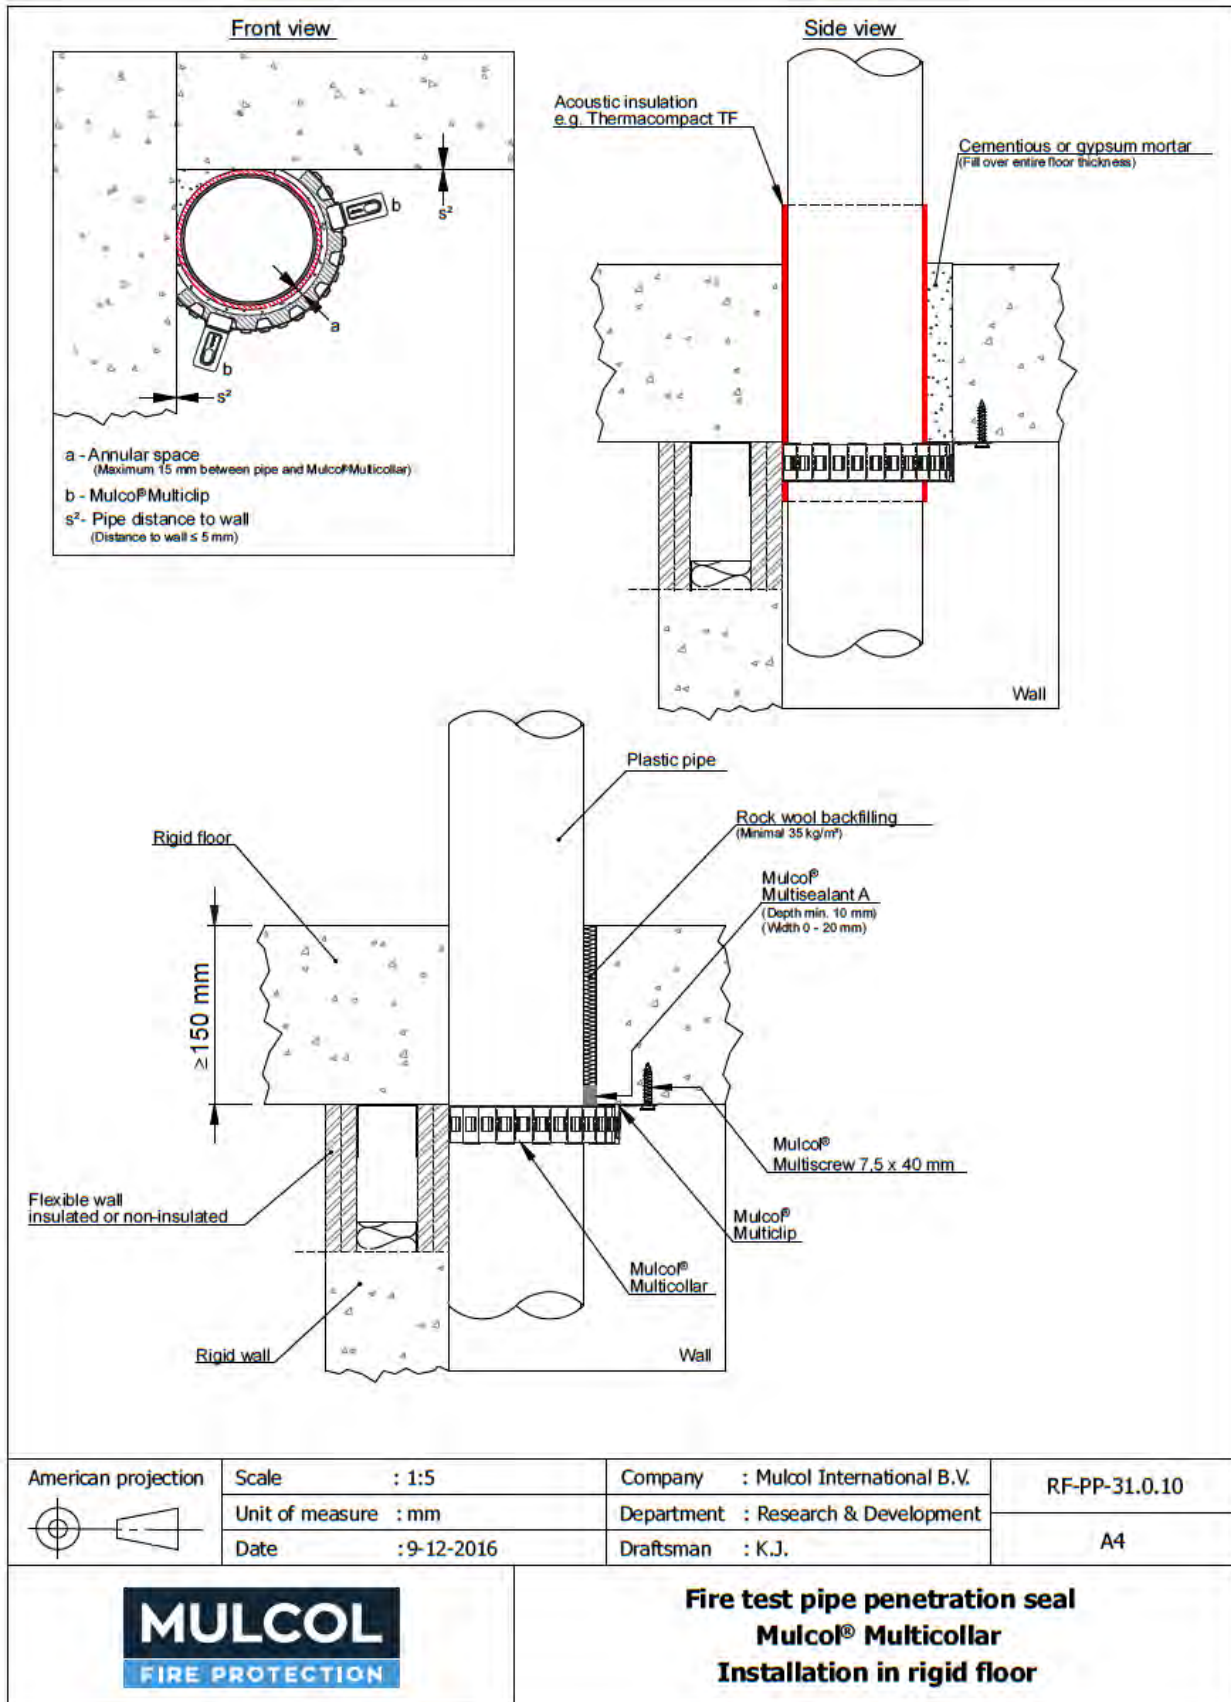 Front view
Side view
Acoustic insulation
e.g. Thermacompact TF
Cementious or gypsum mortar
(Fill over entire floor thickness)
b
s²
a
b
s²
a - Annular space
(Maximum 15 mm between pipe and Mulcol®Multicollar)
b - Mulcol®Multiclip
s²- Pipe distance to wall
(Distance to wall ≤ 5 mm)
Wall
Plastic pipe
Rock wool backfilling
(Minimal 35 kg/m³)
Rigid floor
Mulcol®
Multisealant A
(Depth min. 10 mm)
(Width 0 - 20 mm)
≥150 mm
Mulcol®
Multiscrew 7,5 x 40 mm
Flexible wall
insulated or non-insulated
Mulcol®
Multiclip
Mulcol®
Multicollar
Rigid wall
Wall
American projection
Scale : 1:5
Company : Mulcol International B.V.
RF-PP-31.0.10
Unit of measure : mm
Department : Research & Development
Date : 9-12-2016
Draftsman : K.J.
A4
MULCOL
FIRE PROTECTION
Fire test pipe penetration seal
Mulcol® Multicollar
Installation in rigid floor